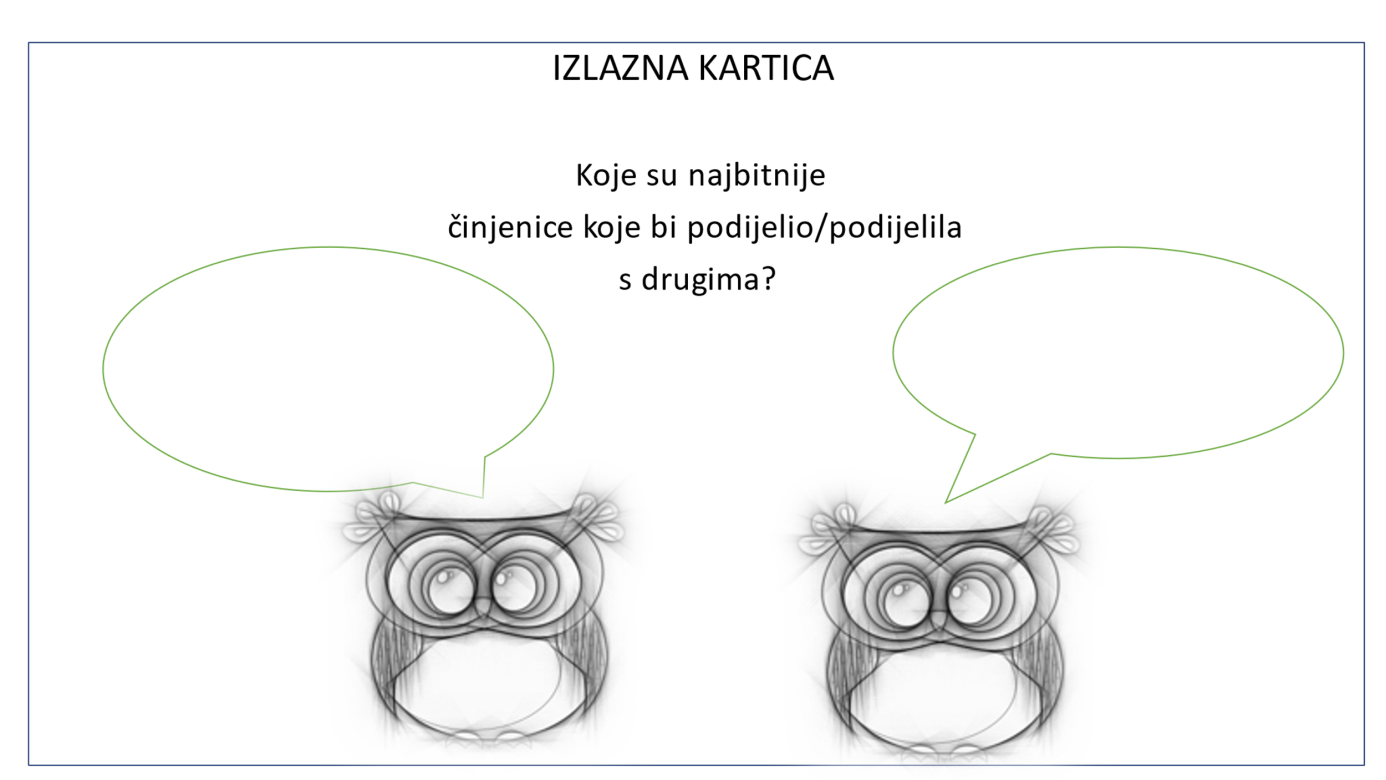 IZLAZNA KARTICA
Koje su najbitnije
činjenice koje bi podijelio/podijelila
s drugima?